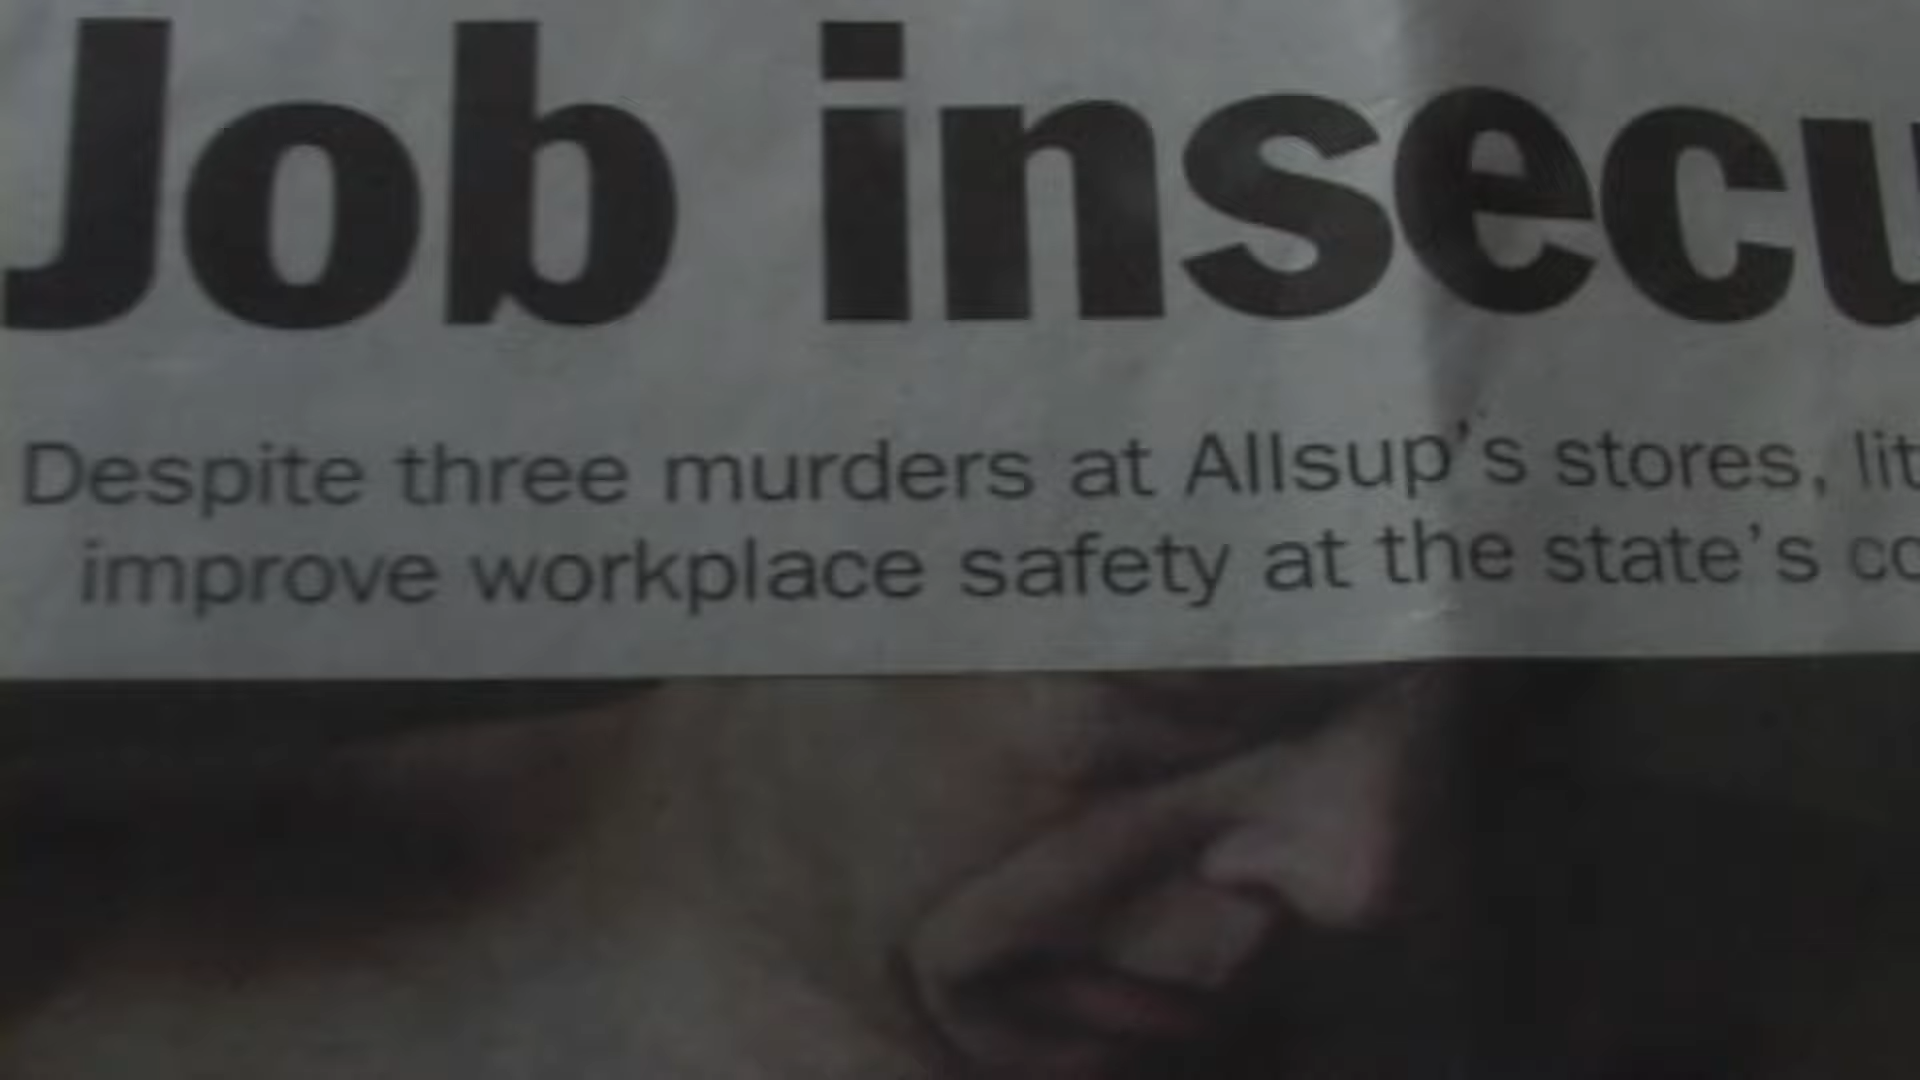 Job insecu
Despite three murders at Allsup's stores, lit
improve workplace safety at the state's co